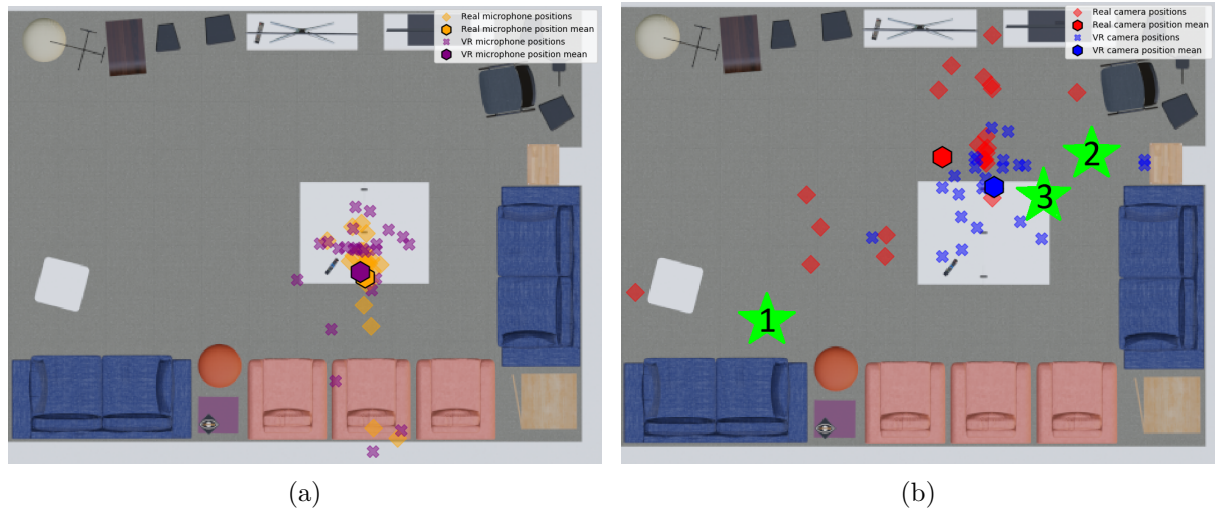 Real microphone positions
Real microphone position mean
VR microphone positions
VR microphone position mean
Real camera positions
Real camera position mean
VR camera positions
VR camera position mean
2
3
1
(a)
(b)